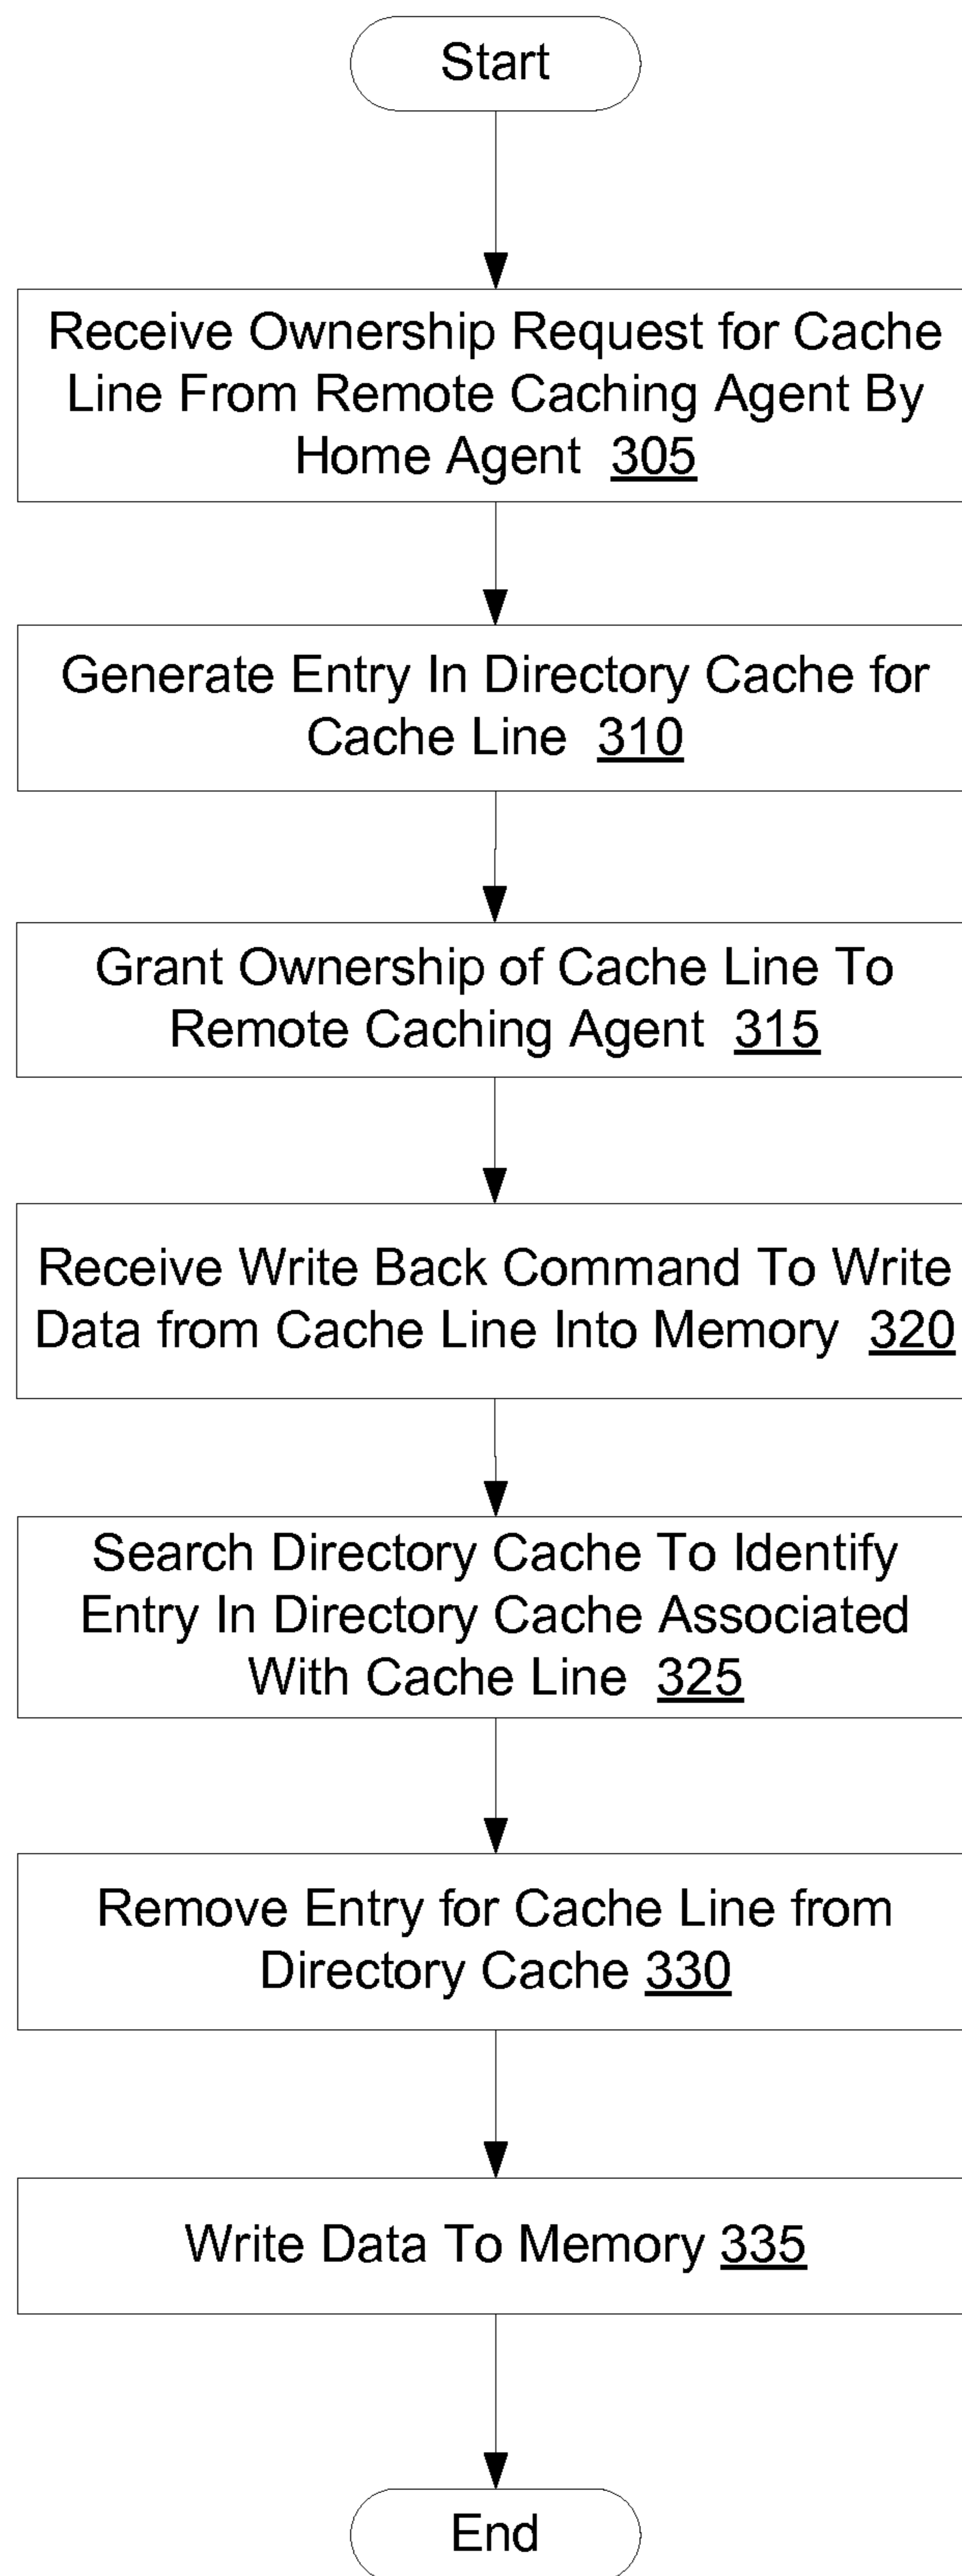 Start
Receive Ownership Request for Cache
Line From Remote Caching Agent By
Home Agent 305
Generate Entry In Directory Cache for
Cache Line 310
Grant Ownership of Cache Line To
Remote Caching Agent 315
Receive Write Back Command To Write
Data from Cache Line Into Memory 320
Search Directory Cache To Identify
Entry In Directory Cache Associated
With Cache Line 325
Remove Entry for Cache Line from
Directory Cache 330
Write Data To Memory 335
End